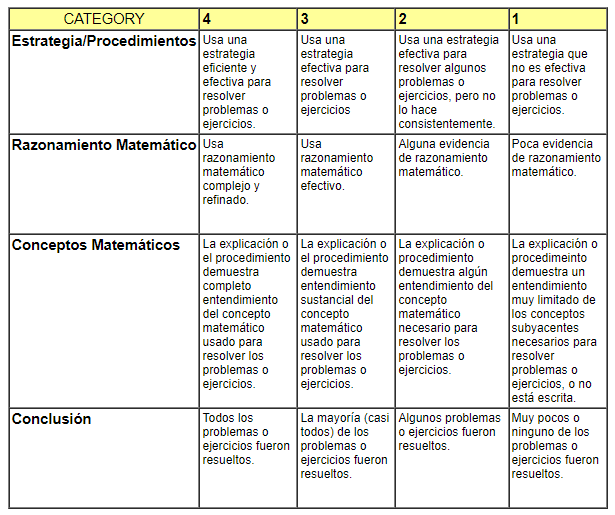 CATEGORY 4 3 2 1
Estrategia/Procedimientos
Usa una
estrategia
eficiente y
efectiva para
resolver
problemas o
ejercicios.
Usa una
estrategia
efectiva para
resolver
problemas o
ejercicios
Usa una estrategia
efectiva para
resolver algunos
problemas o
ejercicios, pero no
lo hace
consistentemente.
Usa una
estrategia que
no es efectiva
para resolver
problemas o
ejercicios.
Razonamiento Matemático
Usa
razonamiento
matemático
complejo y
refinado.
Usa
razonamiento
matemático
efectivo.
Alguna evidencia
de razonamiento
matemático.
Poca evidencia
de razonamiento
matemático.
Conceptos Matemáticos
La explicación o
el procedimiento
demuestra
completo
entendimiento
del concepto
matemático
usado para
resolver los
problemas o
ejercicios.
La explicación o
el procedimiento
demuestra
entendimiento
sustancial del
concepto
matemático
usado para
resolver los
problemas o
ejercicios.
La explicación o
procedimiento
demuestra algún
entendimiento del
concepto
matemático
necesario para
resolver los
problemas o
ejercicios.
La explicación o
procedimeinto
demuestra un
entendimiento
muy limitado de
los conceptos
subyacentes
necesarios para
resolver
problemas o
ejercicios, o no
está escrita.
Conclusión
Todos los
problemas o
ejercicios fueron
resueltos.
La mayoría (casi
todos) de los
problemas o
ejercicios fueron
resueltos.
Algunos problemas
o ejercicios fueron
resueltos.
Muy pocos o
ninguno de los
problemas o
ejercicios fueron
resueltos.